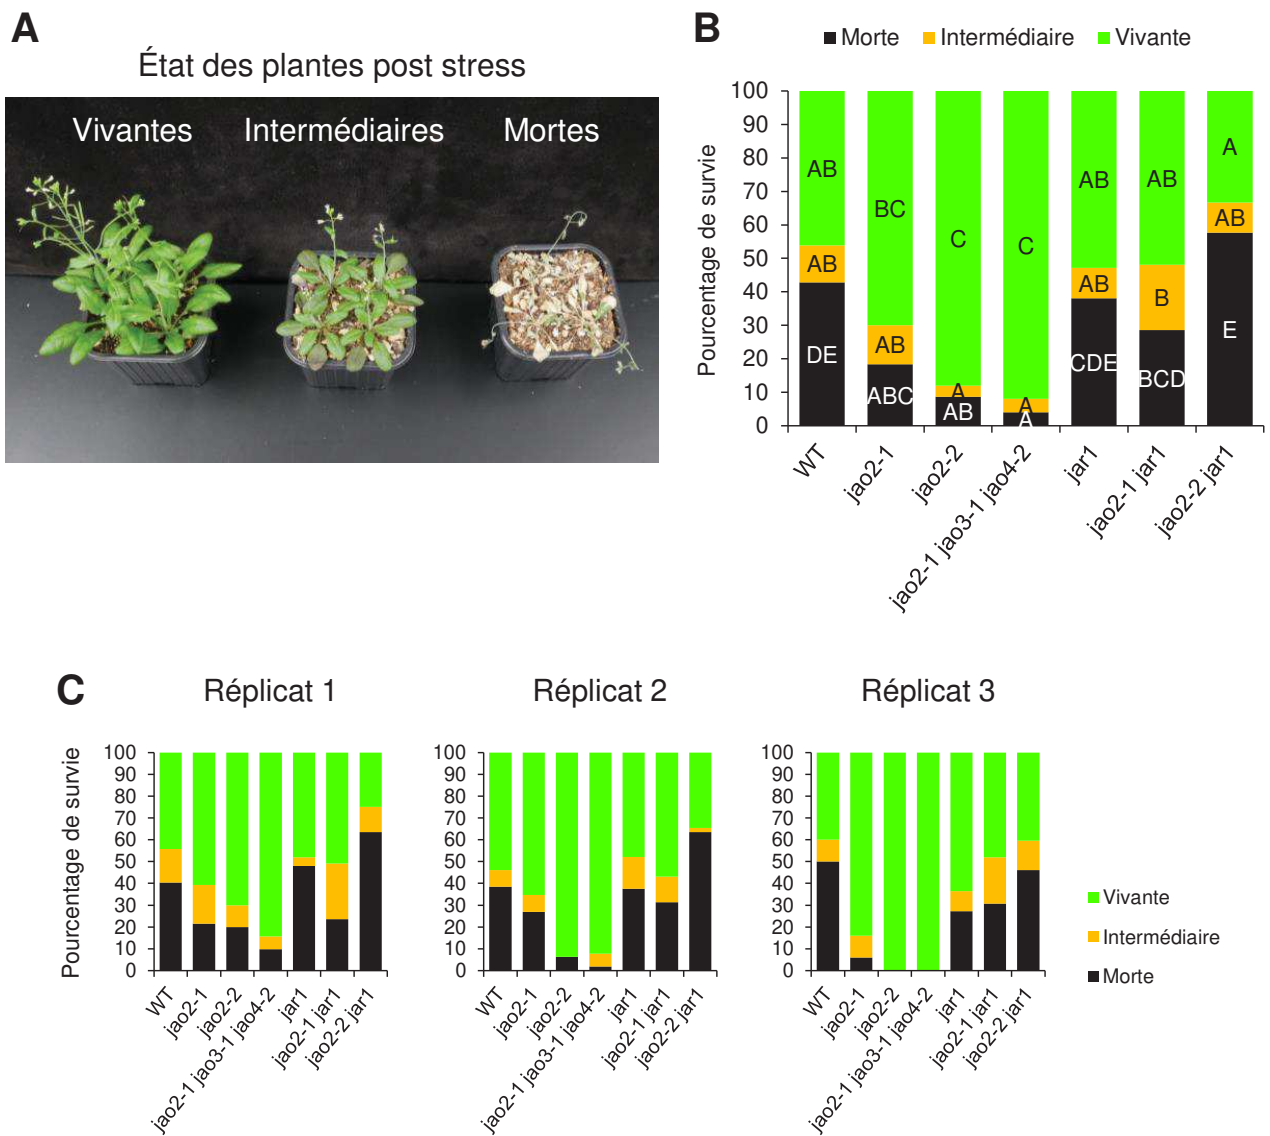 A
État des plantes post stress
Vivantes Intermédiaires Mortes
B
Morte Intermédiaire Vivante
Pourcentage de survie
100
90
80
70
60
50
40
30
20
10
0
AB BC C C AB AB A
AB AB A A AB B AB
DE ABC AB A CDE BCD E
WT jao2-1 jao2-2 jao2-1 jao3-1 jao4-2 jar1 jao2-1 jar1 jao2-2 jar1
C
Réplicat 1 Réplicat 2 Réplicat 3
Pourcentage de survie
100
90
80
70
60
50
40
30
20
10
0
WT jao2-1 jao2-2 jao2-1 jao3-1 jao4-2 jar1 jao2-1 jar1 jao2-2 jar1
100
90
80
70
60
50
40
30
20
10
0
WT jao2-1 jao2-2 jao2-1 jao3-1 jao4-2 jar1 jao2-1 jar1 jao2-2 jar1
100
90
80
70
60
50
40
30
20
10
0
WT jao2-1 jao2-2 jao2-1 jao3-1 jao4-2 jar1 jao2-1 jar1 jao2-2 jar1
Vivante
Intermédiaire
Morte